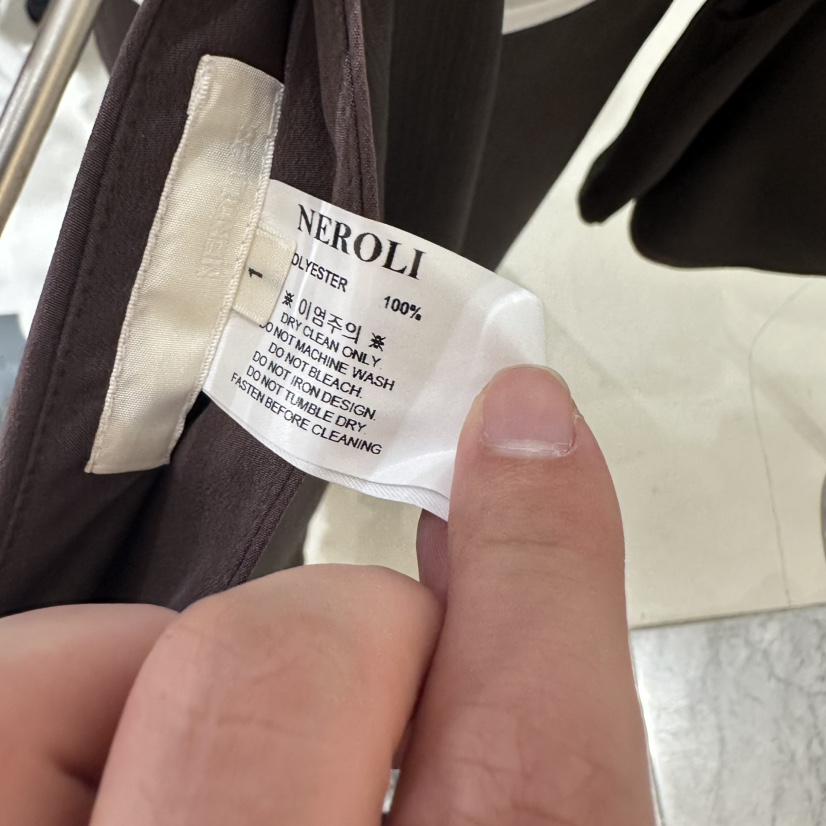 NEROLI
OLYESTER 100%
※이염주의※
DRY CLEAN ONLY.
DO NOT MACHINE WASH
DO NOT BLEACH.
DO NOT IRON DESIGN.
DO NOT TUMBLE DRY.
FASTEN BEFORE CLEANING
1